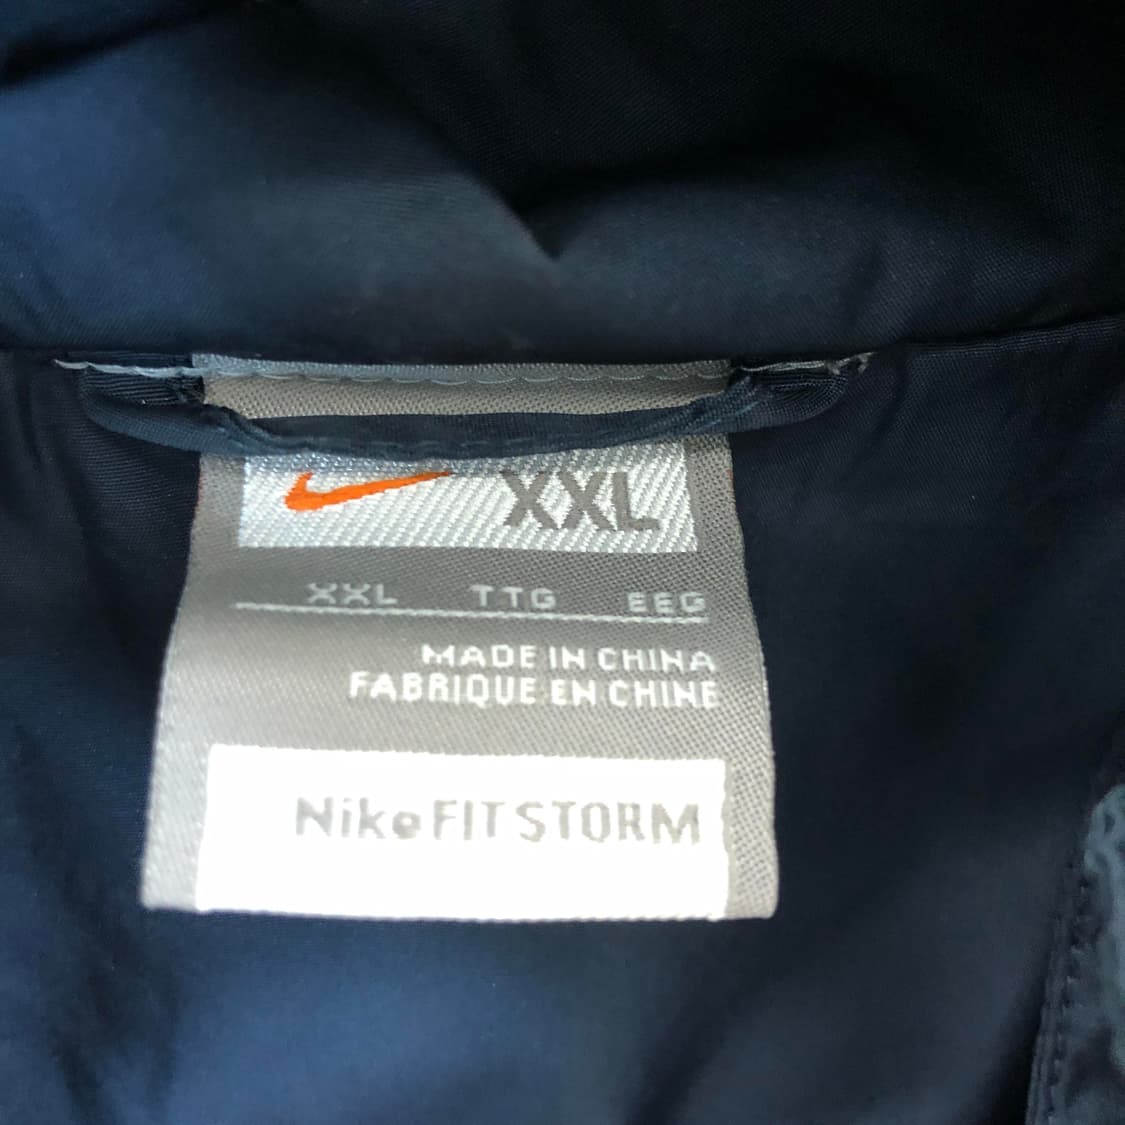 XXL
XXL TTG EEG
MADE IN CHINA
FABRIQUE EN CHINE
Nike FIT STORM